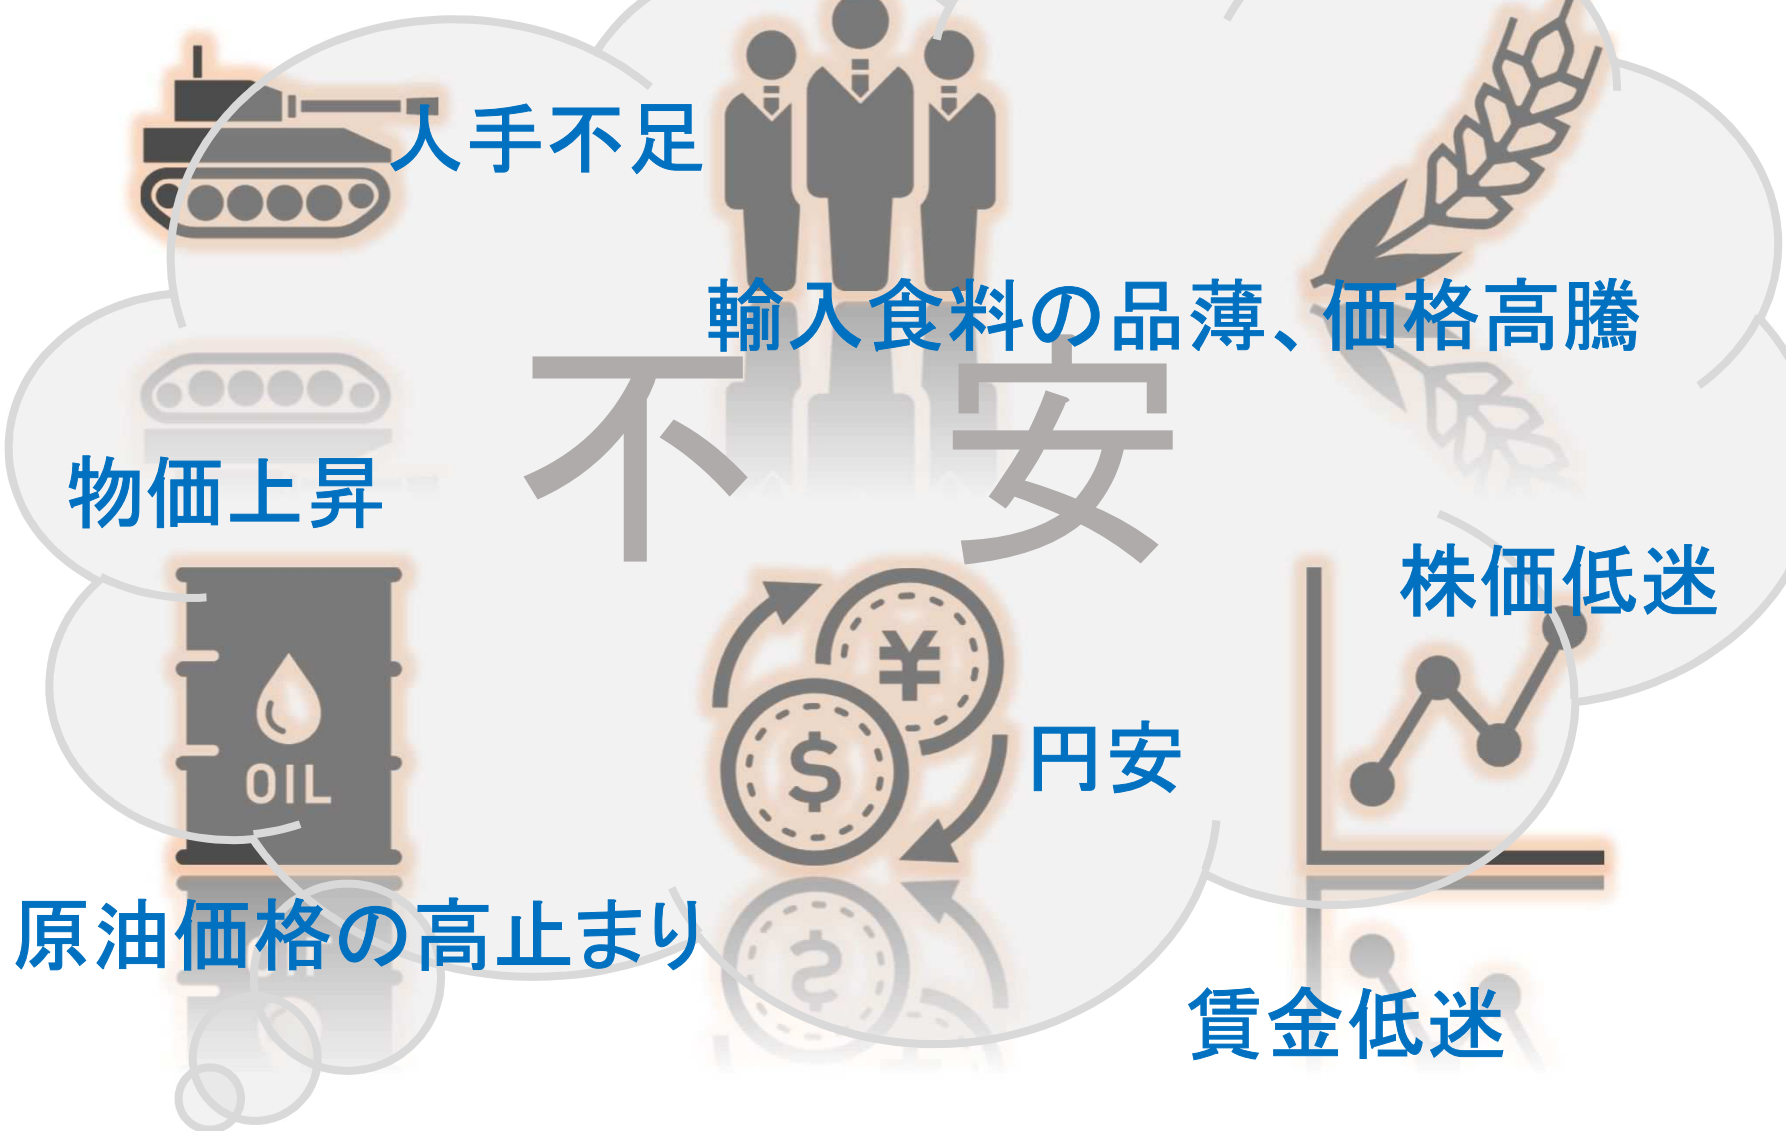 人手不足
輸入食料の品薄、価格高騰
不安
物価上昇
株価低迷
¥
$
円安
OIL
原油価格の高止まり
賃金低迷